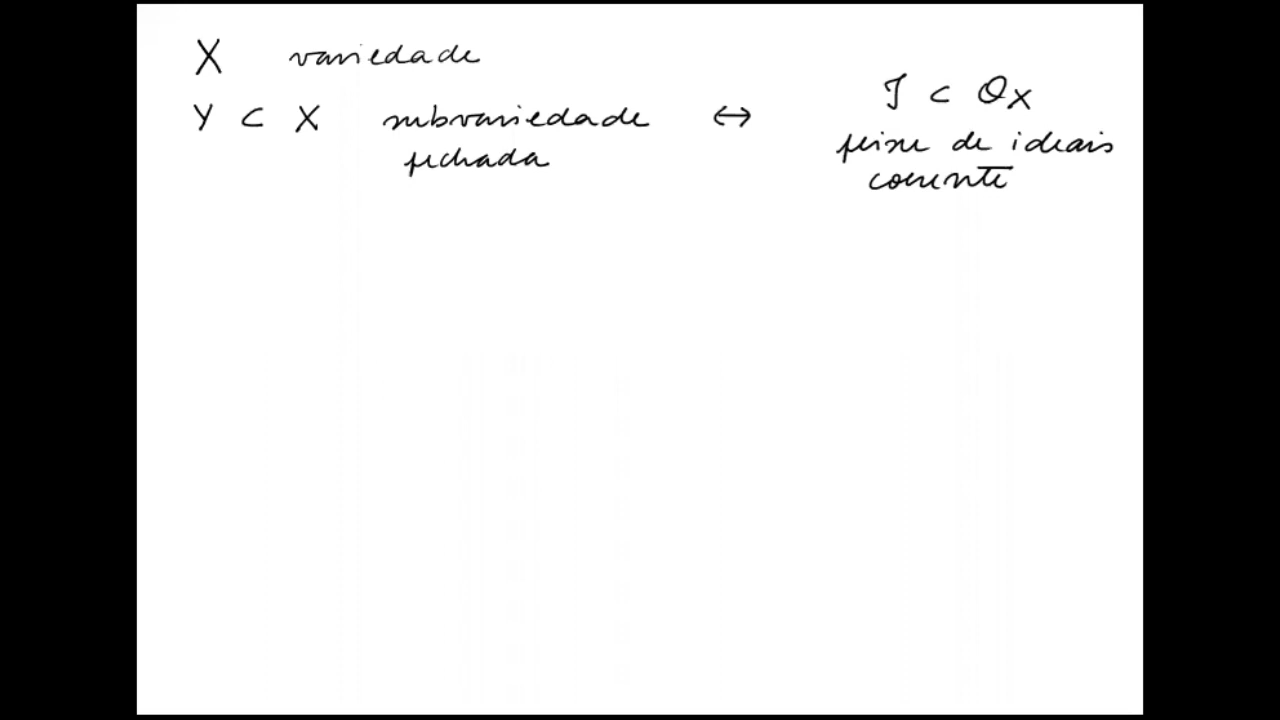 X variedade
Y ⊂ X subvariedade ↔ I ⊂ O_X
fechada
feixe de ideais
coerente